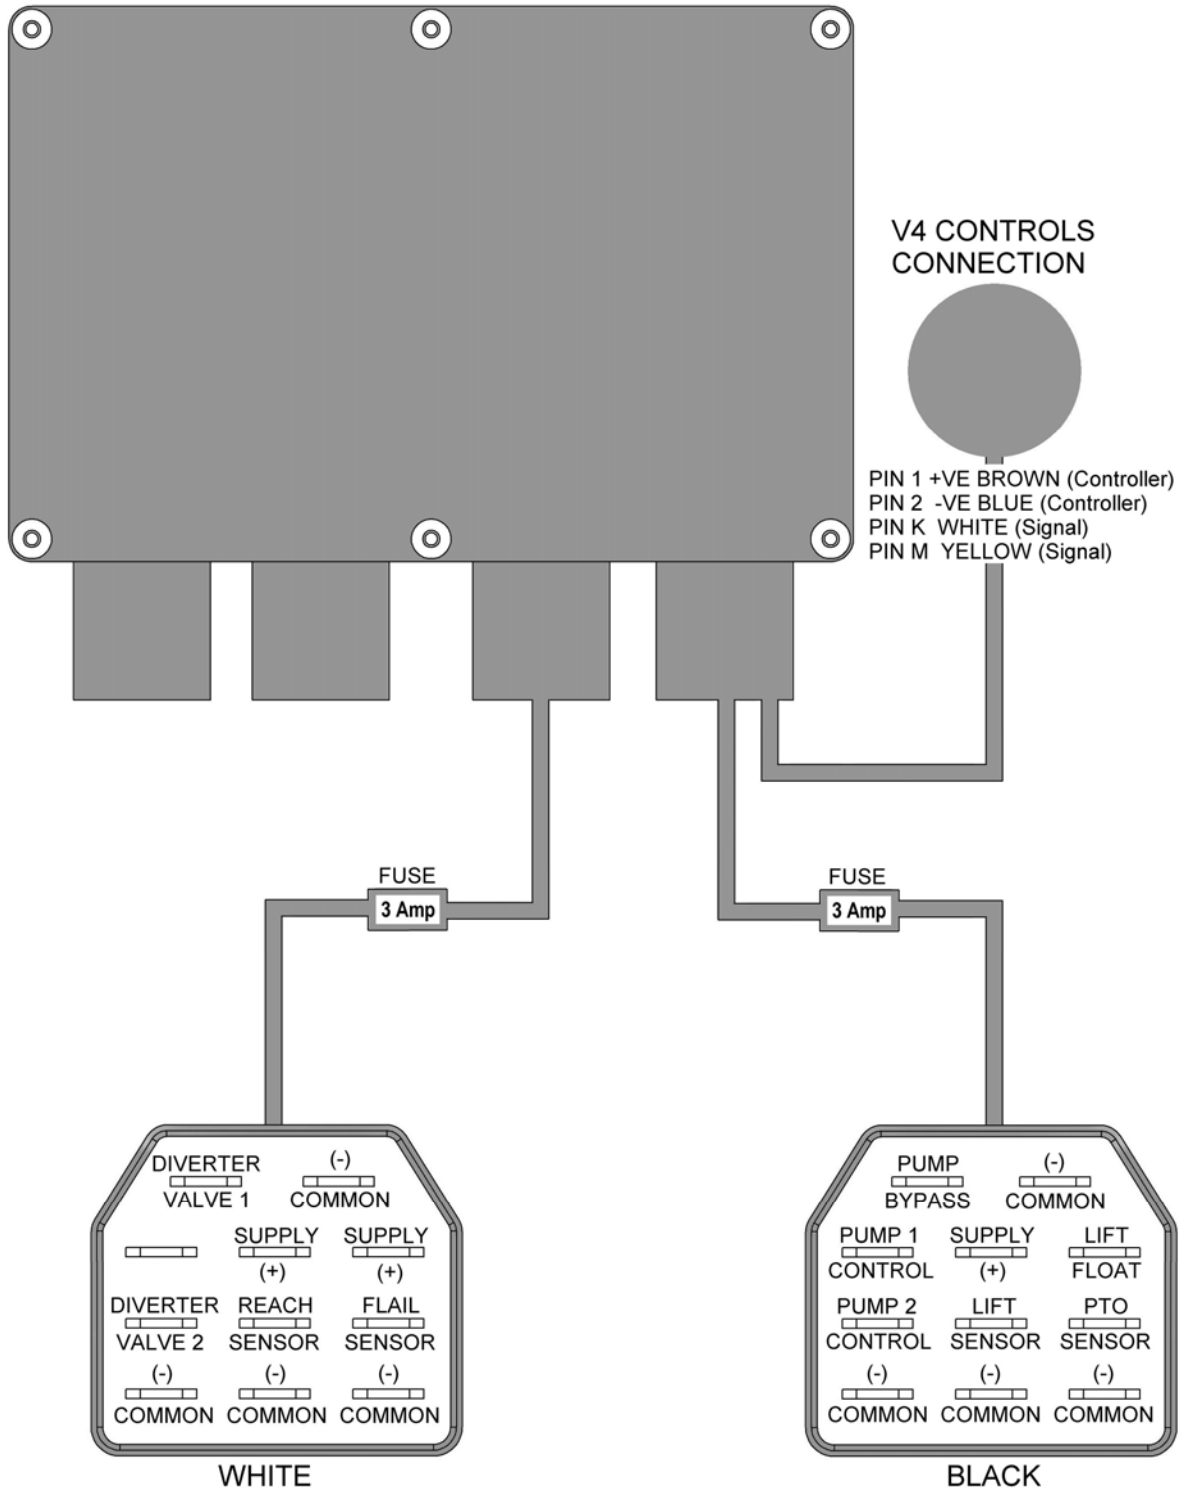 V4 CONTROLS
CONNECTION
PIN 1 +VE BROWN (Controller)
PIN 2 -VE BLUE (Controller)
PIN K WHITE (Signal)
PIN M YELLOW (Signal)
FUSE
3 Amp
FUSE
3 Amp
DIVERTER
VALVE 1
(-)
COMMON
SUPPLY
(+)
SUPPLY
(+)
DIVERTER
VALVE 2
REACH
SENSOR
FLAIL
SENSOR
(-)
COMMON
(-)
COMMON
(-)
COMMON
WHITE
PUMP
BYPASS
(-)
COMMON
PUMP 1
CONTROL
SUPPLY
(+)
LIFT
FLOAT
PUMP 2
CONTROL
LIFT
SENSOR
PTO
SENSOR
(-)
COMMON
(-)
COMMON
(-)
COMMON
BLACK